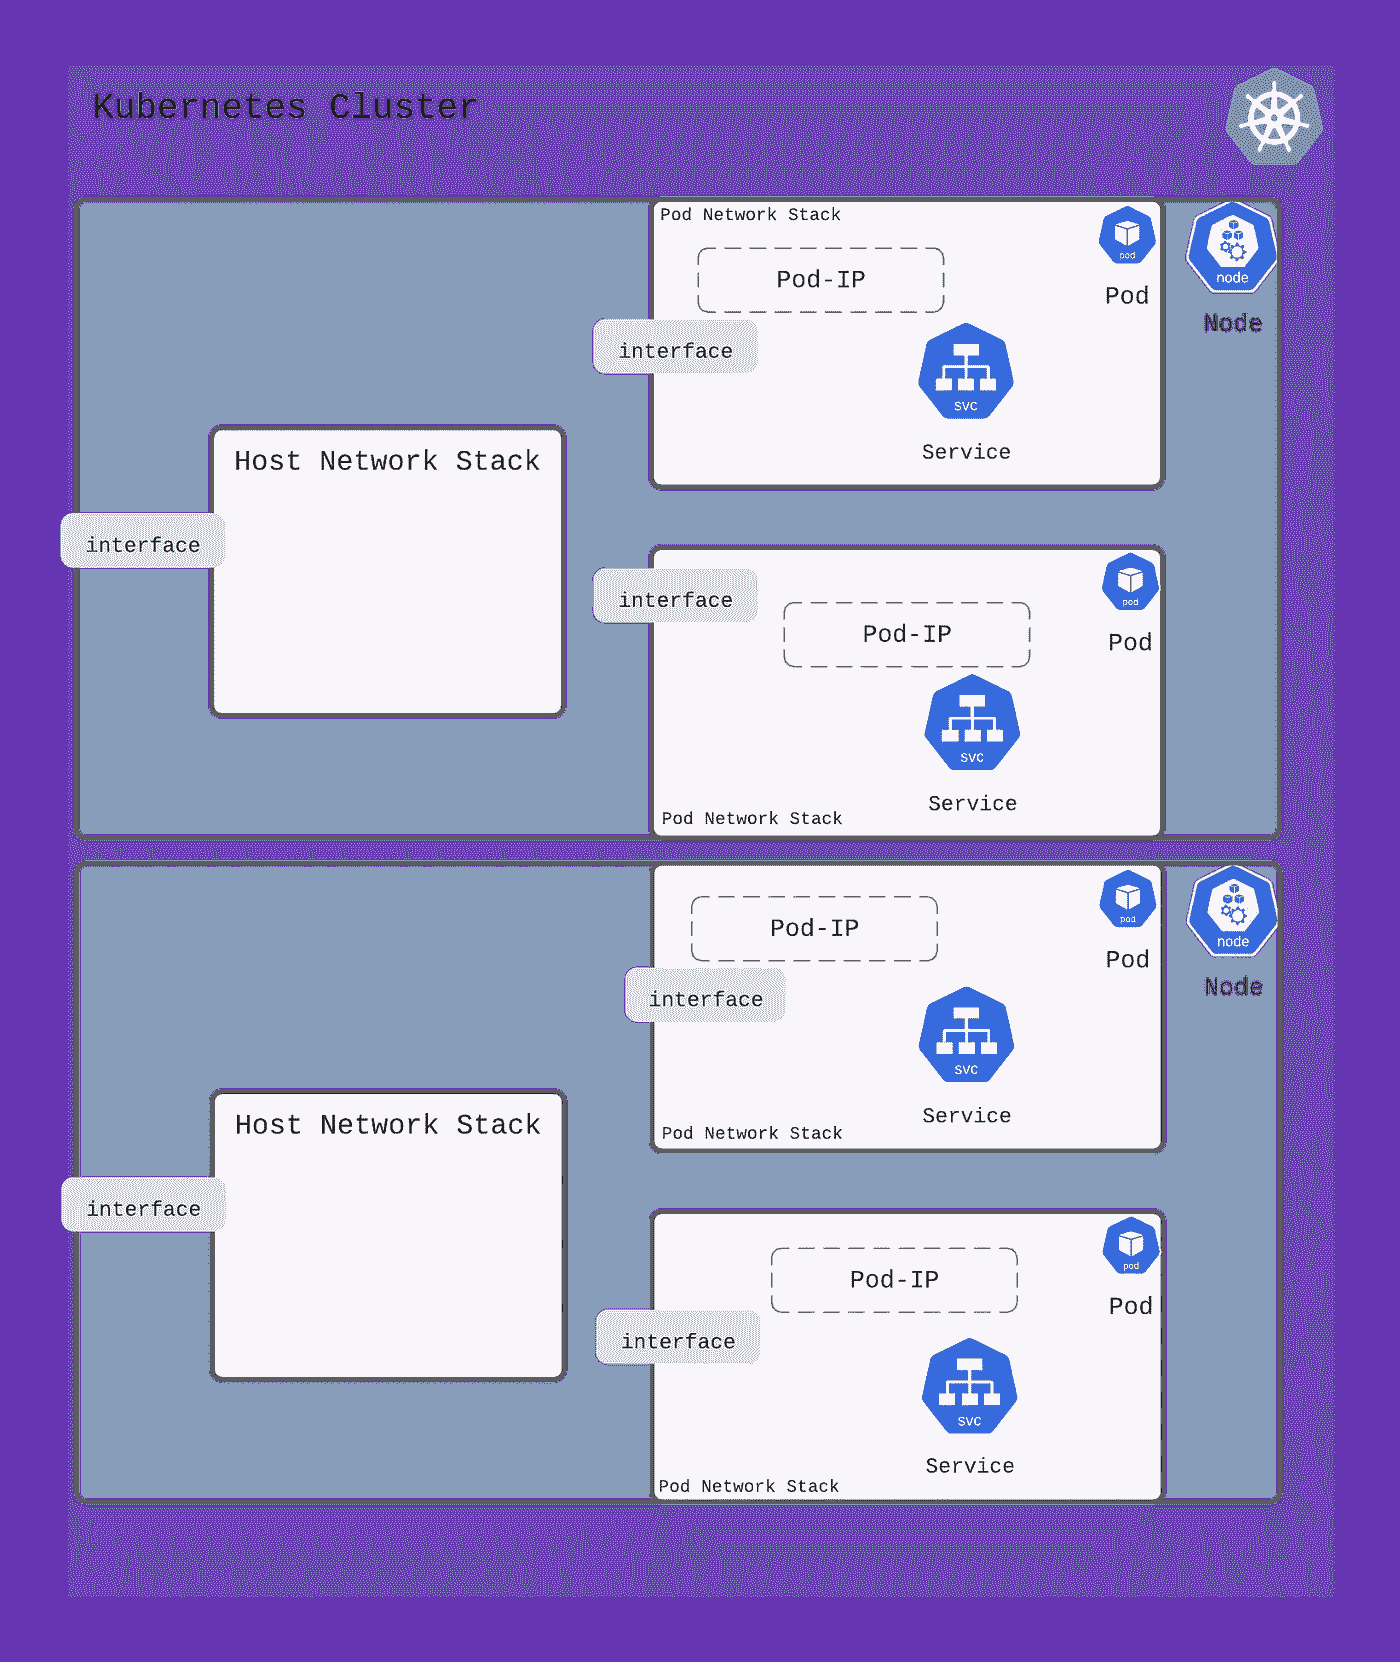 Kubernetes Cluster
Pod Network Stack
pod
Pod-IP
node
Pod
Node
interface
svc
Service
Host Network Stack
interface
interface
pod
Pod-IP
Pod
svc
Service
Pod Network Stack
pod
Pod-IP
node
Pod
Node
interface
svc
Service
Pod Network Stack
Host Network Stack
interface
pod
Pod-IP
Pod
interface
svc
Service
Pod Network Stack